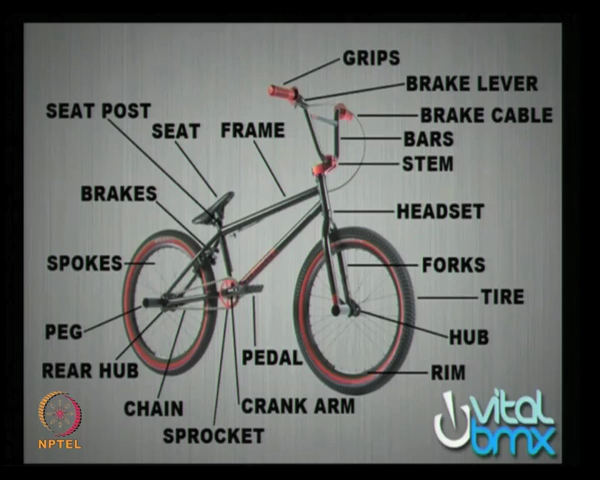 GRIPS
BRAKE LEVER
SEAT POST
BRAKE CABLE
SEAT
FRAME
BARS
STEM
BRAKES
HEADSET
SPOKES
FORKS
TIRE
PEG
HUB
PEDAL
REAR HUB
RIM
CHAIN
CRANK ARM
SPROCKET
NPTEL
vital
bmx